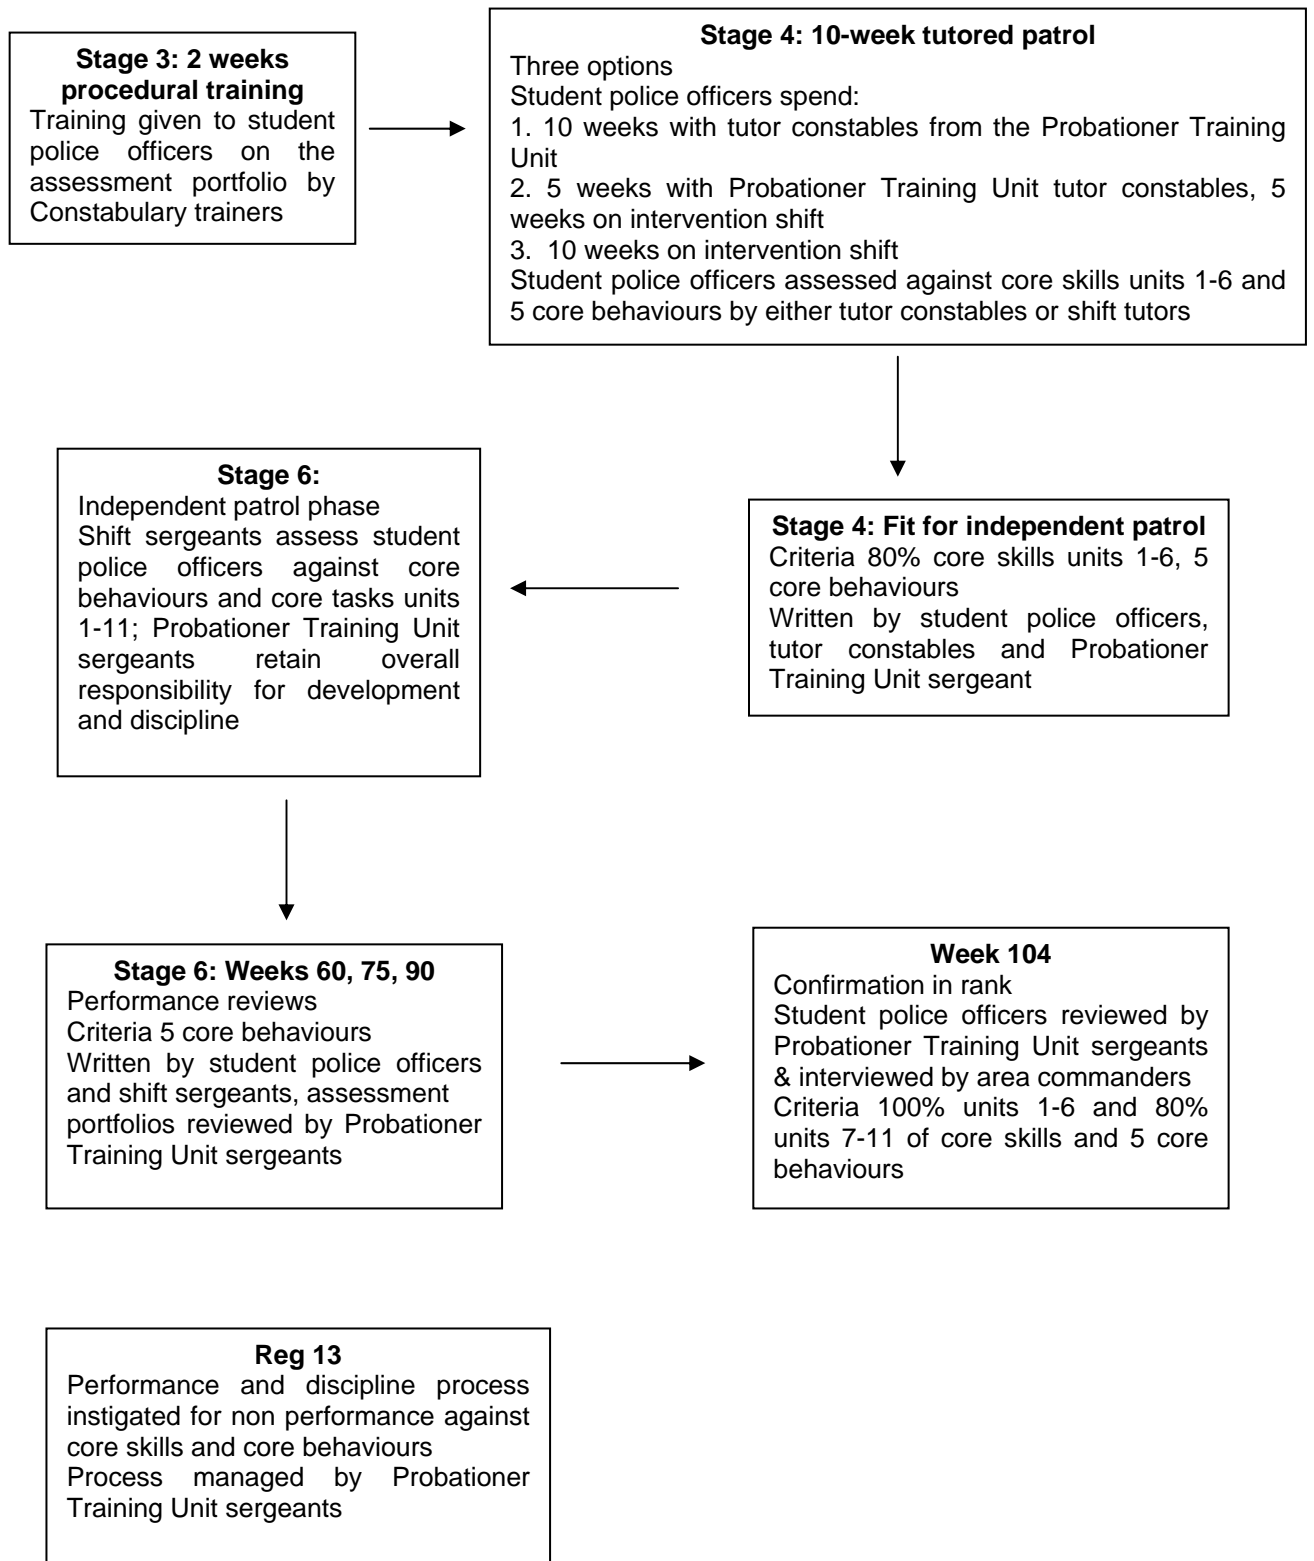 Stage 3: 2 weeks
procedural training
Training given to student
police officers on the
assessment portfolio by
Constabulary trainers
Stage 4: 10-week tutored patrol
Three options
Student police officers spend:
1. 10 weeks with tutor constables from the Probationer Training
Unit
2. 5 weeks with Probationer Training Unit tutor constables, 5
weeks on intervention shift
3. 10 weeks on intervention shift
Student police officers assessed against core skills units 1-6 and
5 core behaviours by either tutor constables or shift tutors
Stage 6:
Independent patrol phase
Shift sergeants assess student
police officers against core
behaviours and core tasks units
1-11; Probationer Training Unit
sergeants retain overall
responsibility for development
and discipline
Stage 4: Fit for independent patrol
Criteria 80% core skills units 1-6, 5
core behaviours
Written by student police officers,
tutor constables and Probationer
Training Unit sergeant
Stage 6: Weeks 60, 75, 90
Performance reviews
Criteria 5 core behaviours
Written by student police officers
and shift sergeants, assessment
portfolios reviewed by Probationer
Training Unit sergeants
Week 104
Confirmation in rank
Student police officers reviewed by
Probationer Training Unit sergeants
& interviewed by area commanders
Criteria 100% units 1-6 and 80%
units 7-11 of core skills and 5 core
behaviours
Reg 13
Performance and discipline process
instigated for non performance against
core skills and core behaviours
Process managed by Probationer
Training Unit sergeants